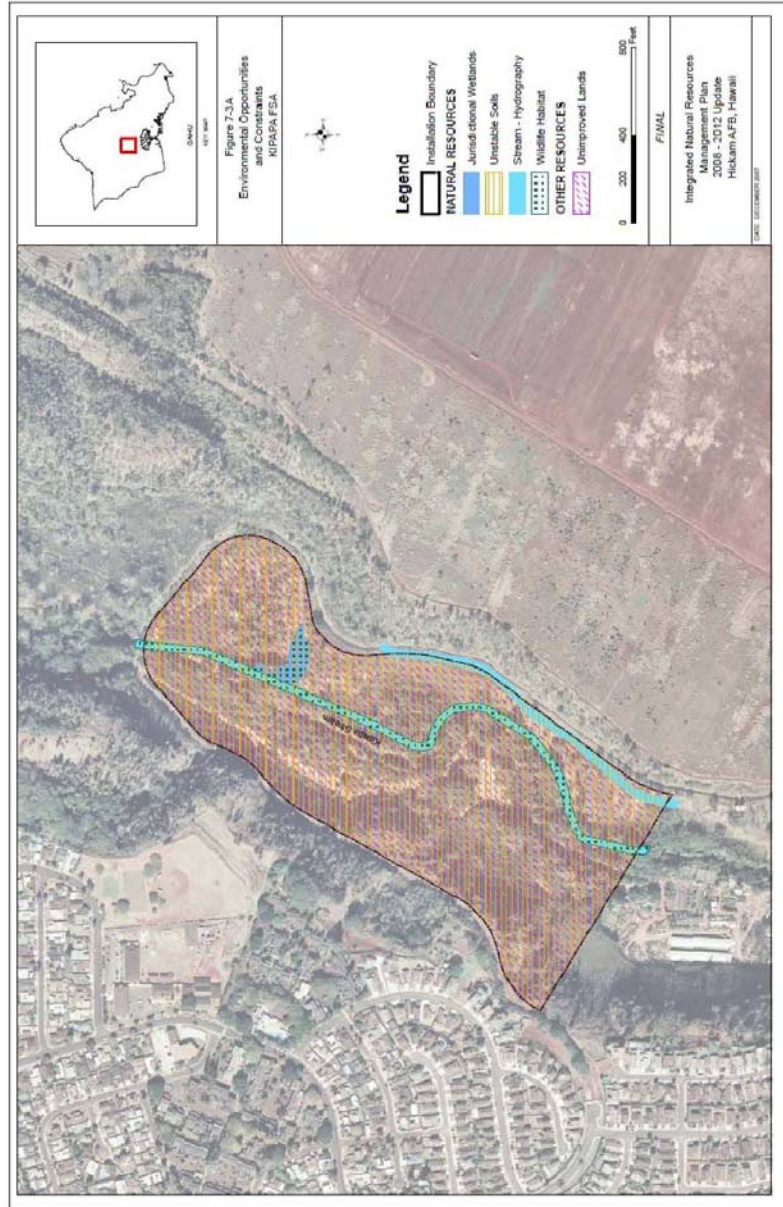 OAHU
KEY MAP
Figure 7-3A
Environmental Opportunities
and Constraints
KIPAPA FSA
Legend
Installation Boundary
NATURAL RESOURCES
Jurisdictional Wetlands
Unstable Soils
Stream - Hydrography
Wildlife Habitat
OTHER RESOURCES
Unimproved Lands
0 200 400 800
Feet
FINAL
Integrated Natural Resources
Management Plan
2008 - 2012 Update
Hickam AFB, Hawaii
DATE: DECEMBER 2007
Kipapa Stream